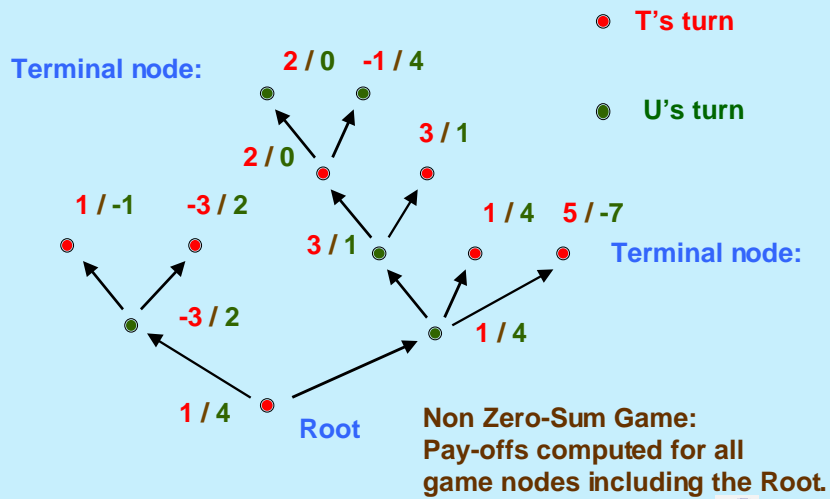 T's turn
Terminal node:
2 / 0
-1 / 4
U's turn
2 / 0
3 / 1
1 / -1
-3 / 2
1 / 4
5 / -7
3 / 1
Terminal node:
-3 / 2
1 / 4
1 / 4
Root
Non Zero-Sum Game:
Pay-offs computed for all
game nodes including the Root.